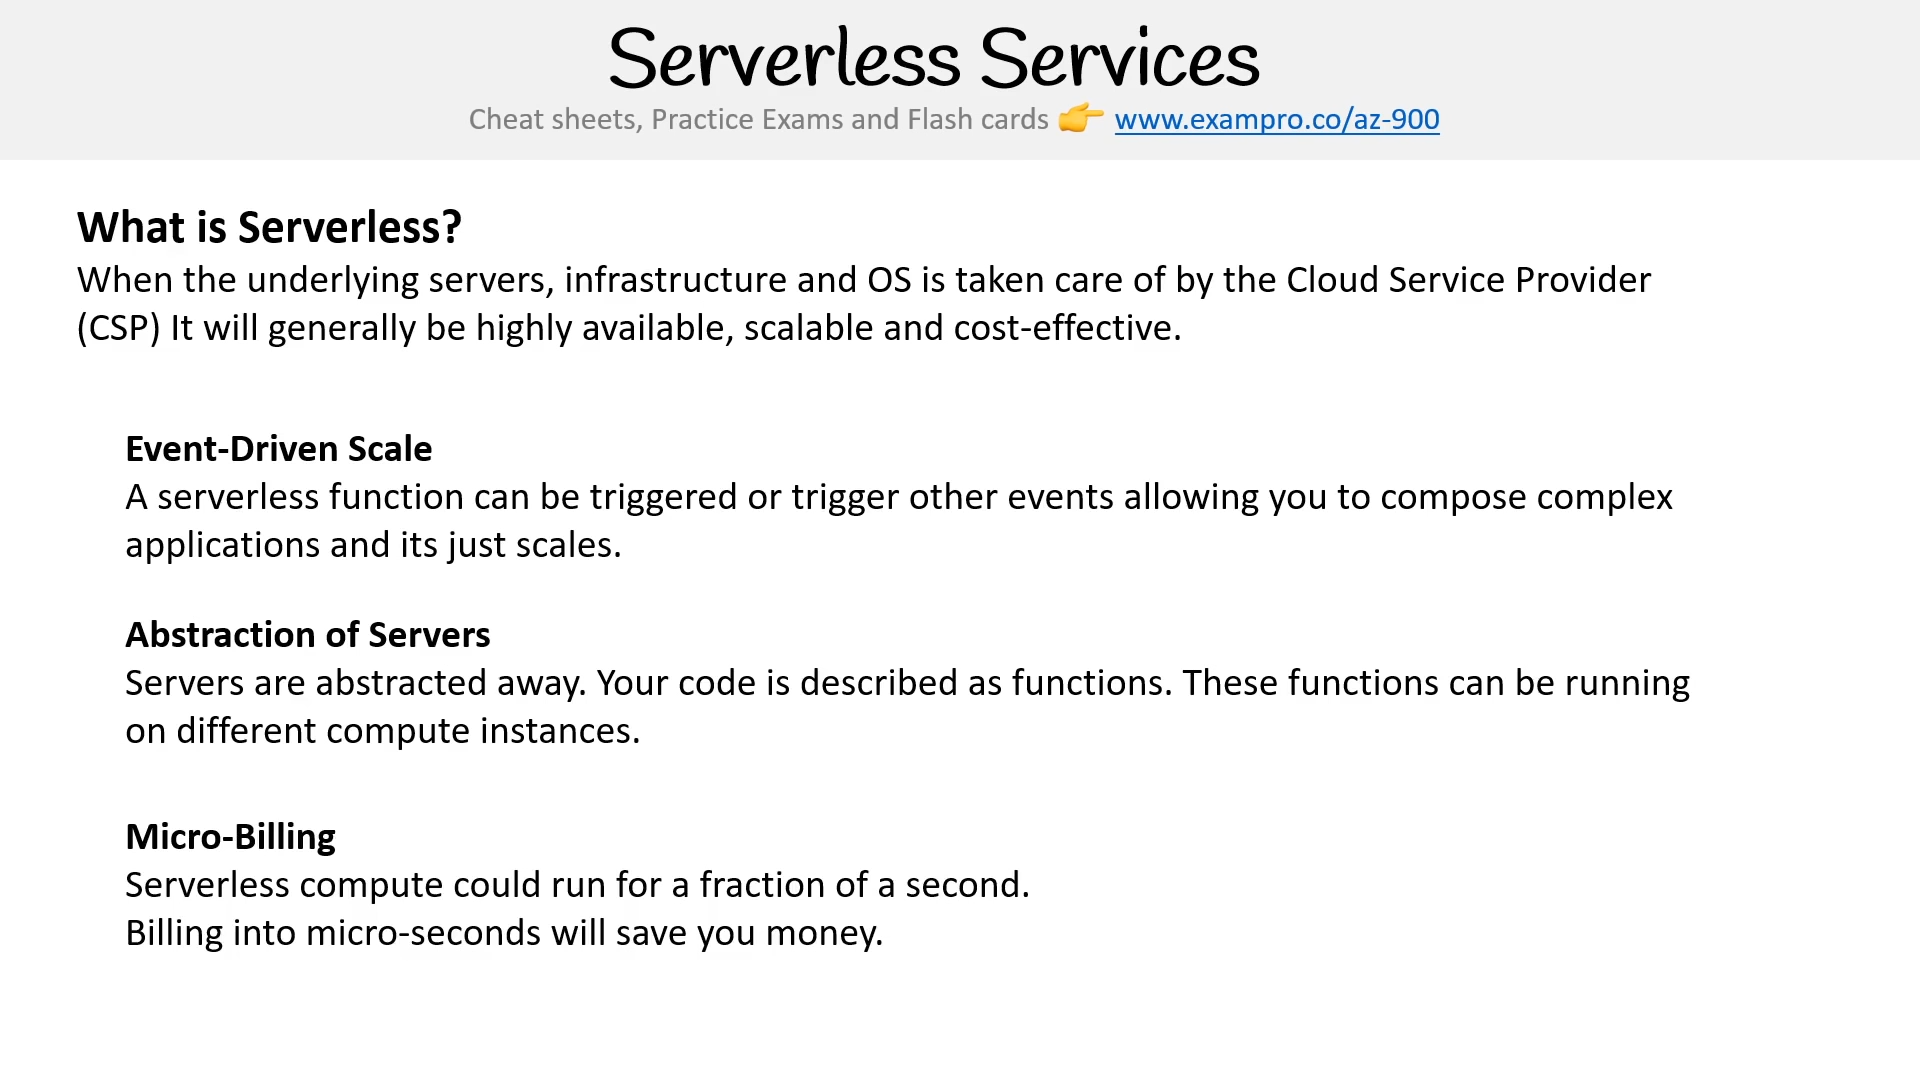 Serverless Services
Cheat sheets, Practice Exams and Flash cards 👉 www.exampro.co/az-900
What is Serverless?
When the underlying servers, infrastructure and OS is taken care of by the Cloud Service Provider
(CSP) It will generally be highly available, scalable and cost-effective.
Event-Driven Scale
A serverless function can be triggered or trigger other events allowing you to compose complex
applications and its just scales.
Abstraction of Servers
Servers are abstracted away. Your code is described as functions. These functions can be running
on different compute instances.
Micro-Billing
Serverless compute could run for a fraction of a second.
Billing into micro-seconds will save you money.